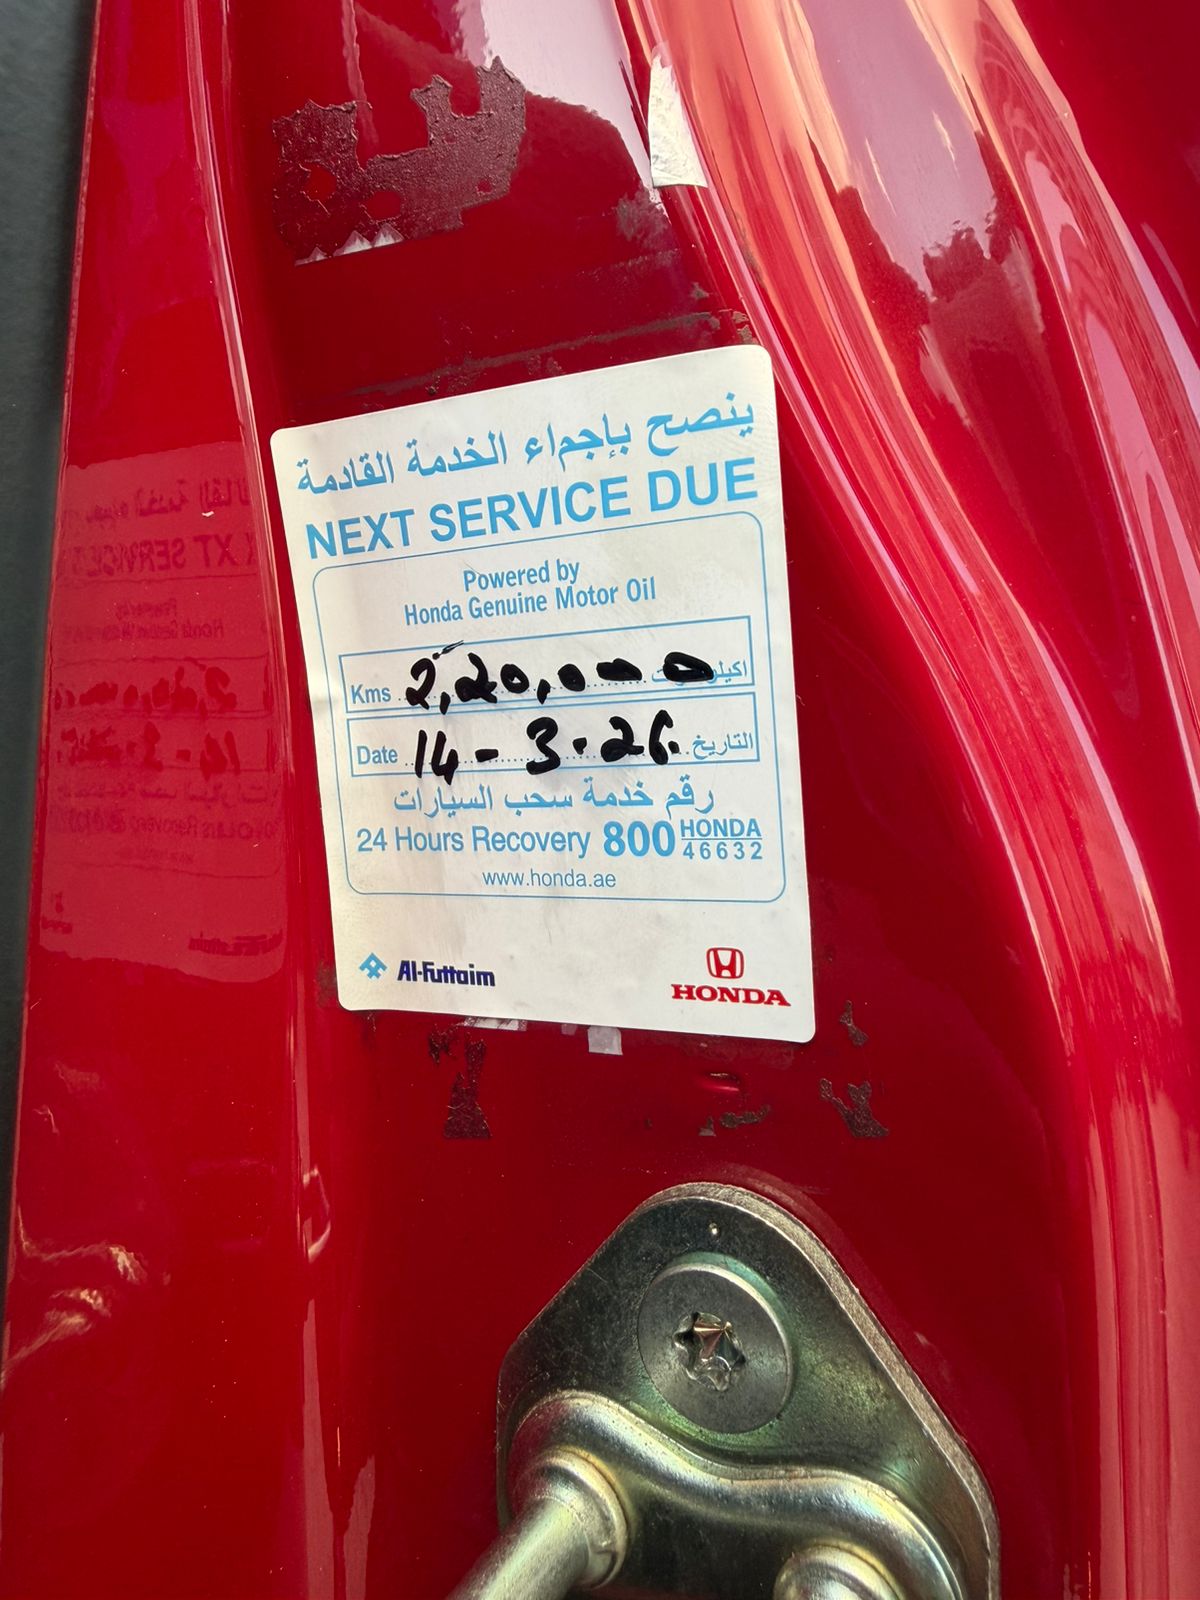 ينصح بإجراء الخدمة القادمة
NEXT SERVICE DUE
Powered by
Honda Genuine Motor Oil
Kms 2,20,000
Date 14-3.26. التاريخ
رقم خدمة سحب السيارات
24 Hours Recovery 800 HONDA 46632
www.honda.ae
Al-Futtaim HONDA